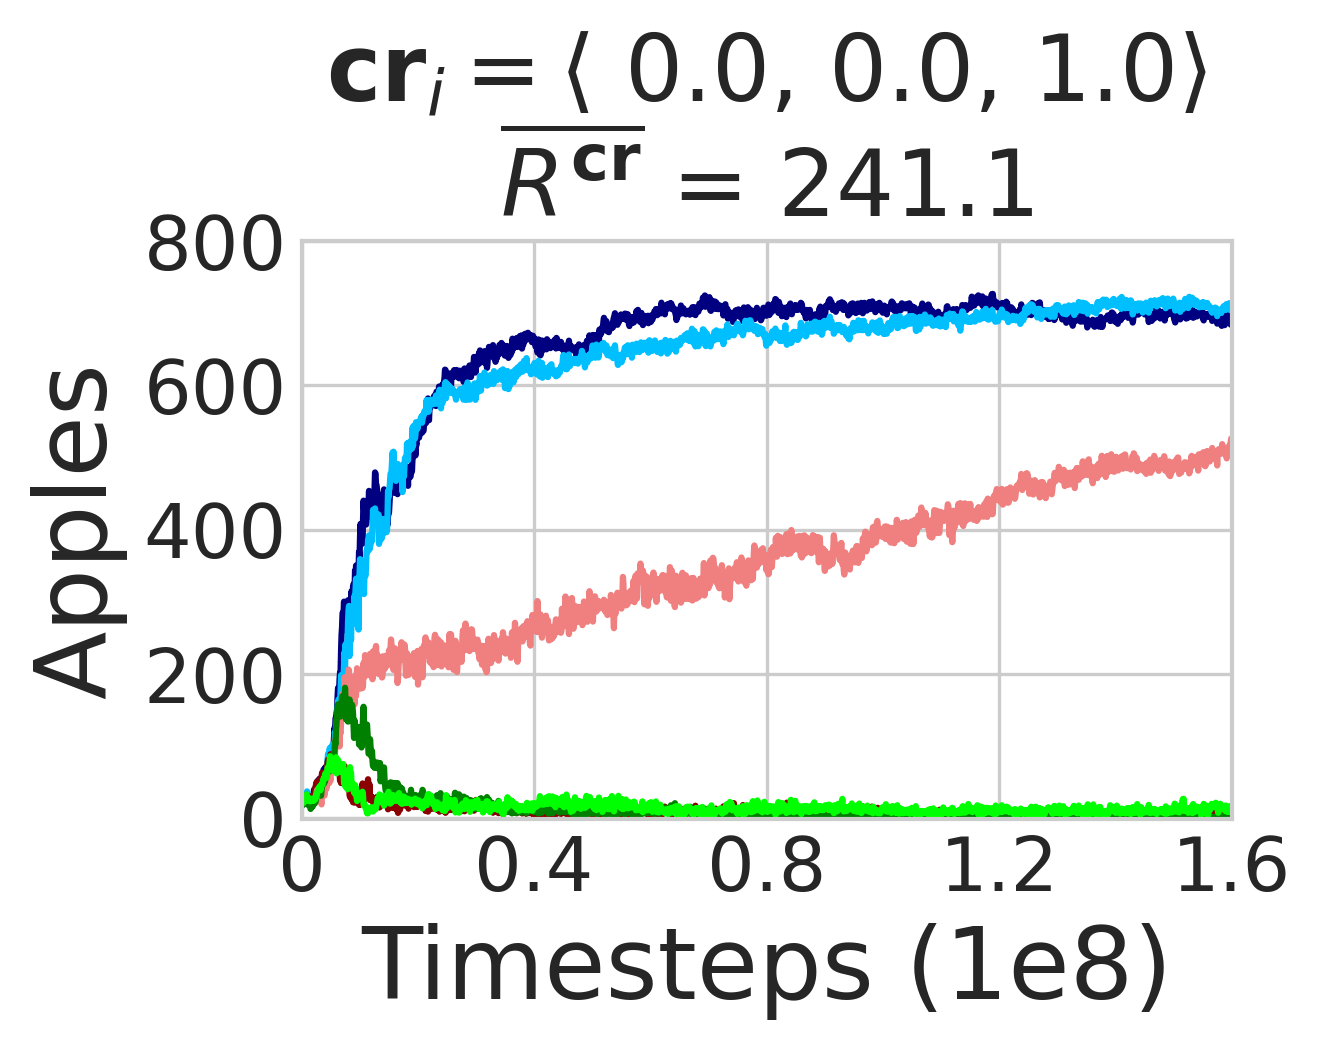 cr_i = ⟨ 0.0, 0.0, 1.0⟩
\overline{R^{cr}} = 241.1
800
600
400
200
0
Apples
0 0.4 0.8 1.2 1.6
Timesteps (1e8)